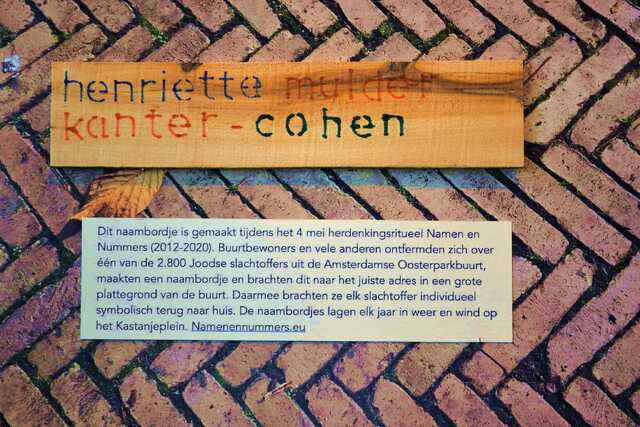 henriette mulder
kanter-cohen
Dit naambordje is gemaakt tijdens het 4 mei herdenkingsritueel Namen en
Nummers (2012-2020). Buurtbewoners en vele anderen ontfermden zich over
één van de 2.800 Joodse slachtoffers uit de Amsterdamse Oosterparkbuurt,
maakten een naambordje en brachten dit naar het juiste adres in een grote
plattegrond van de buurt. Daarmee brachten ze elk slachtoffer individueel
symbolisch terug naar huis. De naambordjes lagen elk jaar in weer en wind op
het Kastanjeplein. Namenennummers.eu